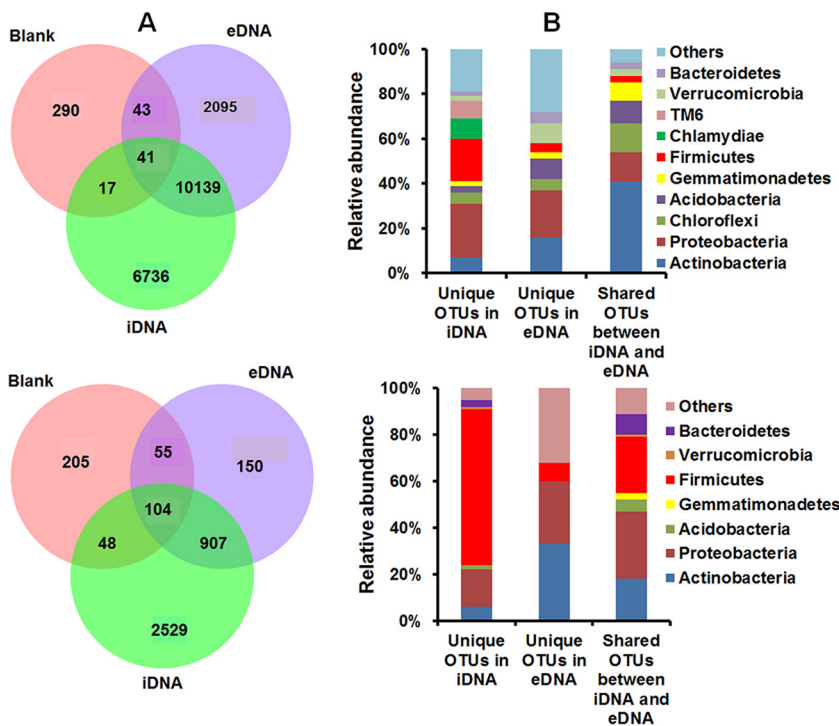 A
B
Blank
eDNA
290
43
2095
41
17
10139
6736
iDNA
Relative abundance
100%
80%
60%
40%
20%
0%
Unique
OTUs in
iDNA
Unique
OTUs in
eDNA
Shared
OTUs
between
iDNA and
eDNA
Others
Bacteroidetes
Verrucomicrobia
TM6
Chlamydiae
Firmicutes
Gemmatimonadetes
Acidobacteria
Chloroflexi
Proteobacteria
Actinobacteria
Blank
eDNA
205
55
150
104
48
907
2529
iDNA
Relative abundance
100%
80%
60%
40%
20%
0%
Unique
OTUs in
iDNA
Unique
OTUs in
eDNA
Shared
OTUs
between
iDNA and
eDNA
Others
Bacteroidetes
Verrucomicrobia
Firmicutes
Gemmatimonadetes
Acidobacteria
Proteobacteria
Actinobacteria